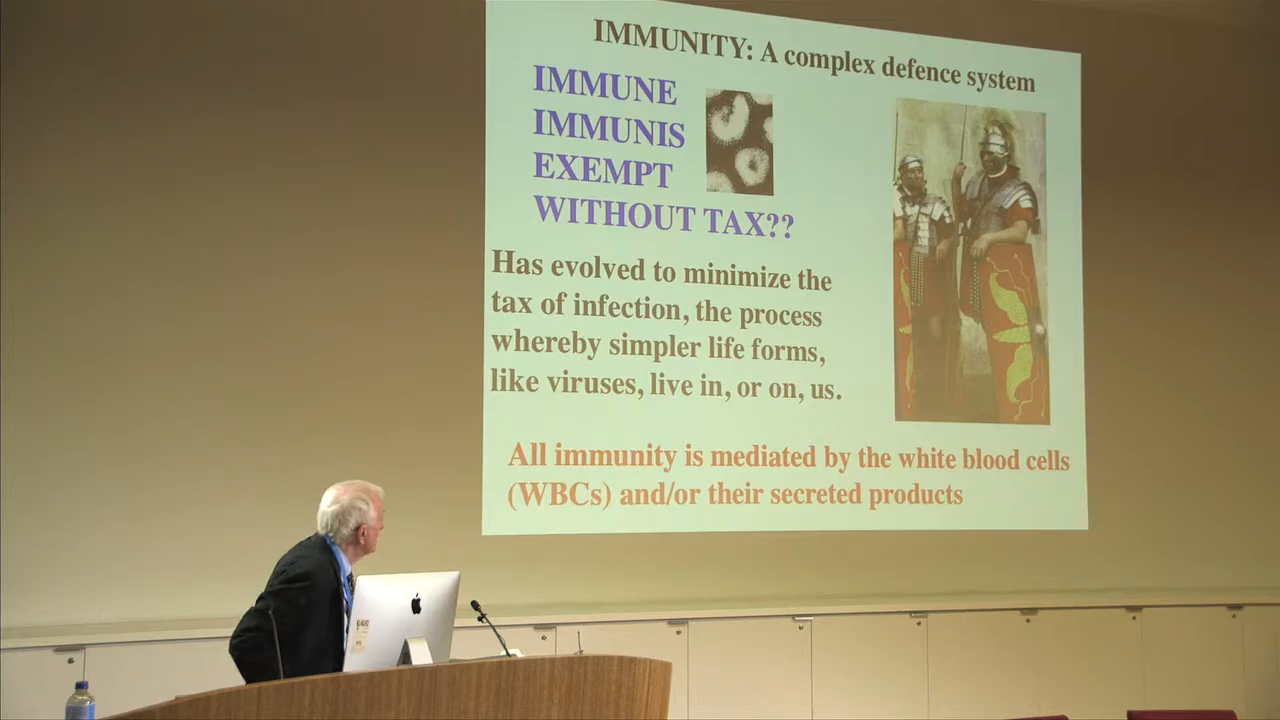 IMMUNITY: A complex defence system
IMMUNE
IMMUNIS
EXEMPT
WITHOUT TAX??
Has evolved to minimize the
tax of infection, the process
whereby simpler life forms,
like viruses, live in, or on, us.
All immunity is mediated by the white blood cells
(WBCs) and/or their secreted products